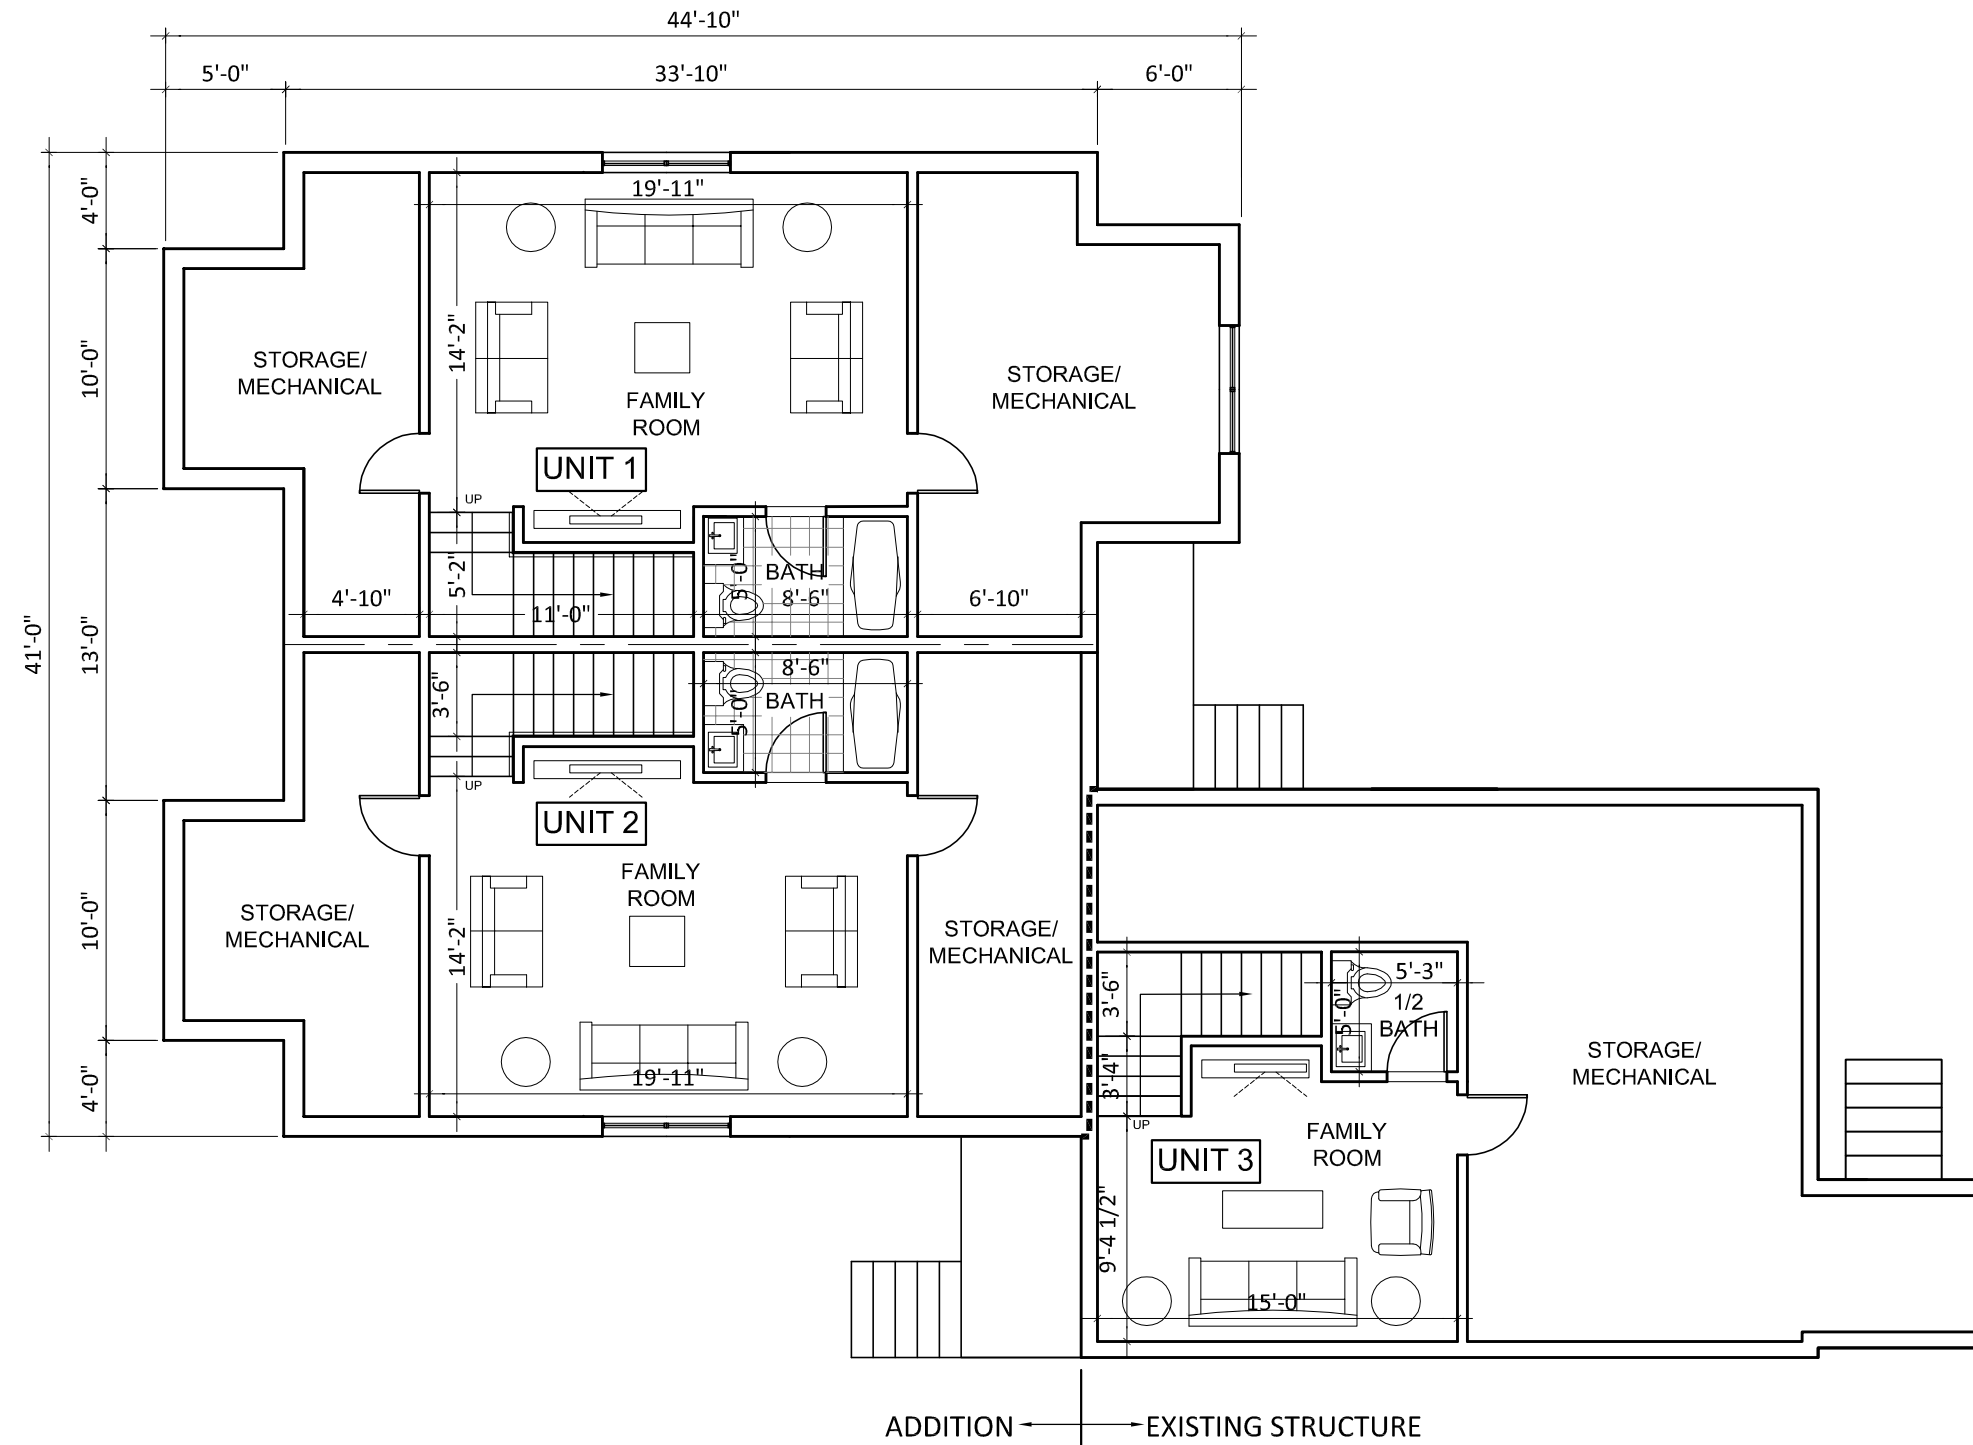 44'-10"
5'-0"
33'-10"
6'-0"
41'-0"
4'-0"
10'-0"
13'-0"
10'-0"
4'-0"
19'-11"
14'-2"
STORAGE/
MECHANICAL
FAMILY
ROOM
STORAGE/
MECHANICAL
UNIT 1
UP
5'-2"
4'-10"
11'-0"
5'-0"
BATH
8'-6"
6'-10"
3'-6"
8'-6"
5'-0"
BATH
UP
UNIT 2
FAMILY
ROOM
14'-2"
STORAGE/
MECHANICAL
STORAGE/
MECHANICAL
19'-11"
3'-6"
3'-4"
5'-3"
5'-0"
1/2
BATH
UP
STORAGE/
MECHANICAL
FAMILY
ROOM
UNIT 3
9'-4 1/2"
15'-0"
ADDITION
EXISTING STRUCTURE